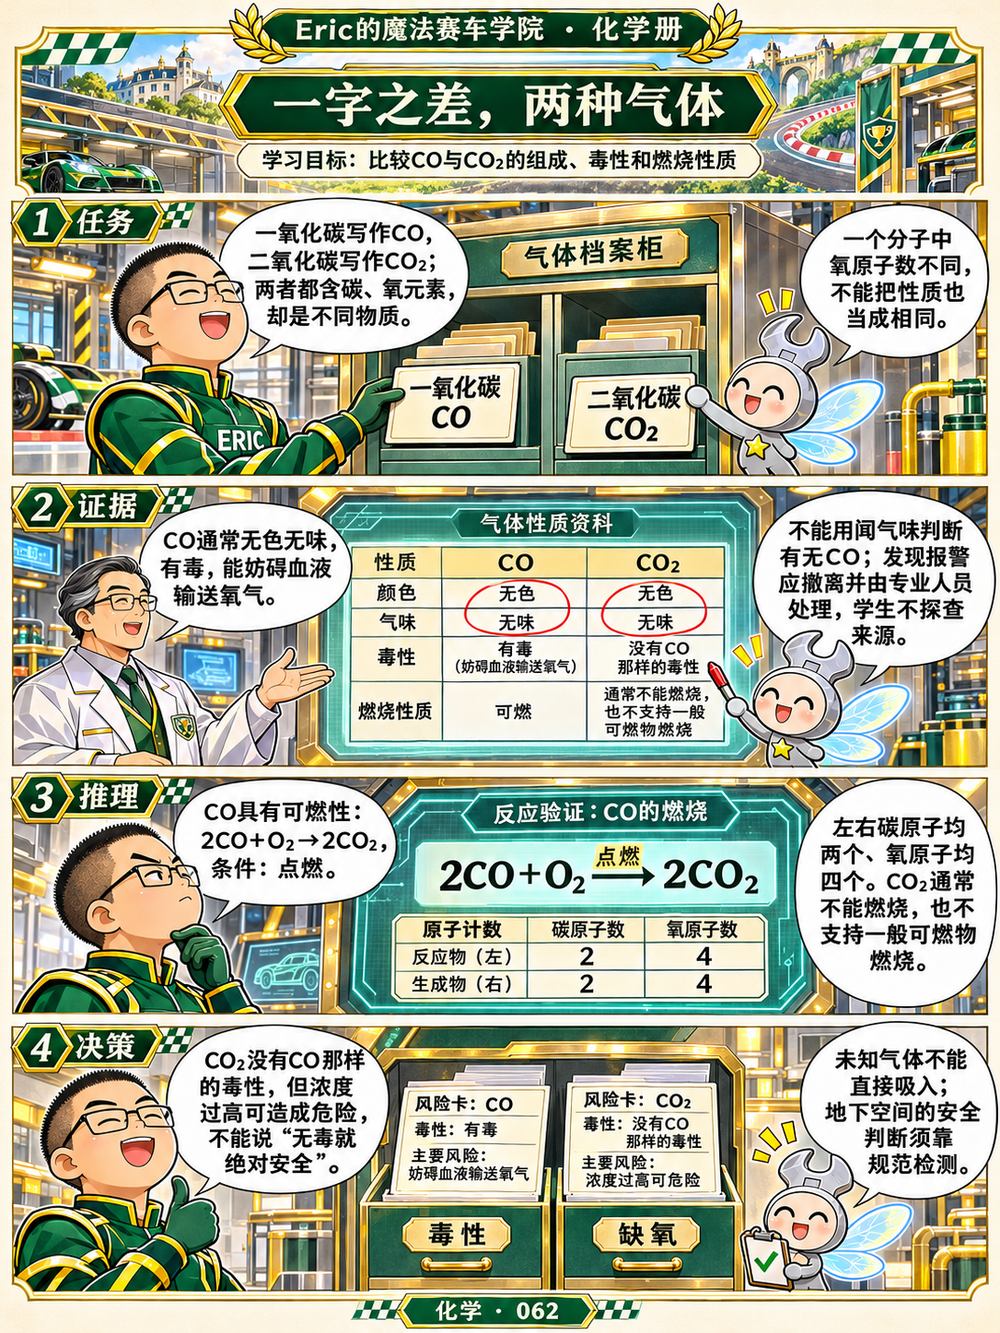 Eric的魔法赛车学院 · 化学册
一字之差，两种气体
学习目标：比较CO与CO₂的组成、毒性和燃烧性质
1 任务
一氧化碳写作CO，
二氧化碳写作CO₂；
两者都含碳、氧元素，
却是不同物质。
气体档案柜
一个分子中
氧原子数不同，
不能把性质也
当成相同。
一氧化碳
CO
二氧化碳
CO₂
ERIC
2 证据
CO通常无色无味，
有毒，能妨碍血液
输送氧气。
气体性质资料
性质 CO CO₂
颜色 无色 无色
气味 无味 无味
毒性 有毒 （妨碍血液输送氧气） 没有CO 那样的毒性
燃烧性质 可燃 通常不能燃烧， 也不支持一般 可燃物燃烧
不能用闻气味判断
有无CO；发现报警
应撤离并由专业人员
处理，学生不探查
来源。
3 推理
CO具有可燃性：
2CO+O₂→2CO₂，
条件：点燃。
反应验证：CO的燃烧
点燃
2CO+O₂⟶2CO₂
原子计数 碳原子数 氧原子数
反应物（左） 2 4
生成物（右） 2 4
左右碳原子均
两个、氧原子均
四个。CO₂通常
不能燃烧，也不
支持一般可燃物
燃烧。
4 决策
CO₂没有CO那样
的毒性，但浓度
过高可造成危险，
不能说“无毒就
绝对安全”。
风险卡：CO
毒性：有毒
主要风险：
妨碍血液输送氧气
毒性
风险卡：CO₂
毒性：没有CO
那样的毒性
主要风险：
浓度过高可危险
缺氧
未知气体不能
直接吸入；
地下空间的安全
判断须靠
规范检测。
化学 · 062